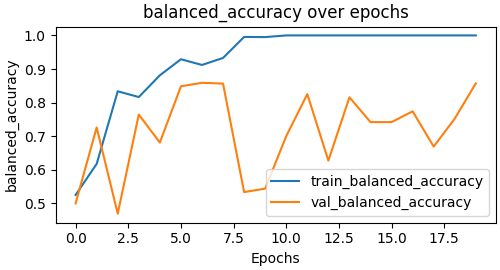 balanced_accuracy over epochs
balanced_accuracy
1.0
0.9
0.8
0.7
0.6
0.5
train_balanced_accuracy
val_balanced_accuracy
0.0 2.5 5.0 7.5 10.0 12.5 15.0 17.5
Epochs